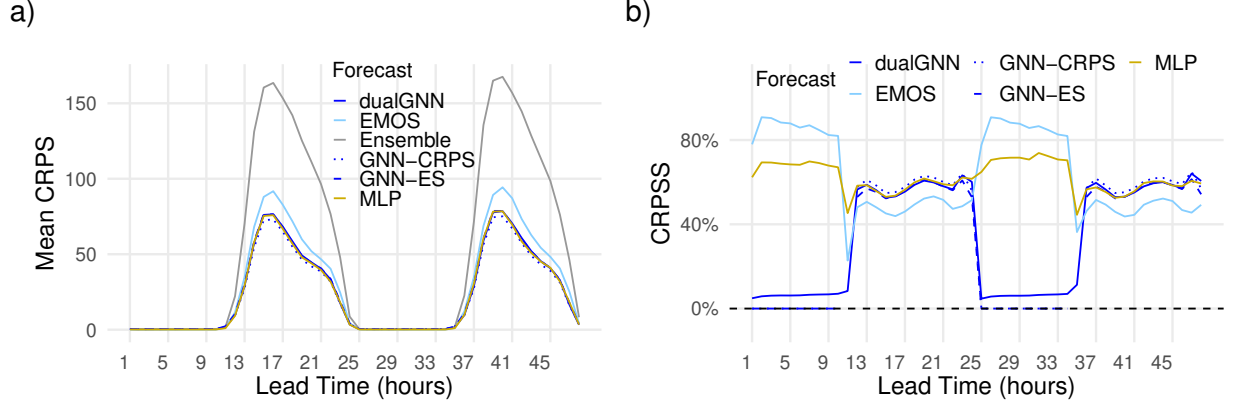 a)
Mean CRPS
150
100
50
0
Forecast
dualGNN
EMOS
Ensemble
GNN−CRPS
GNN−ES
MLP
1 5 9 13 17 21 25 29 33 37 41 45
Lead Time (hours)
b)
Forecast
dualGNN GNN−CRPS MLP
EMOS GNN−ES
CRPSS
80%
40%
0%
1 5 9 13 17 21 25 29 33 37 41 45
Lead Time (hours)